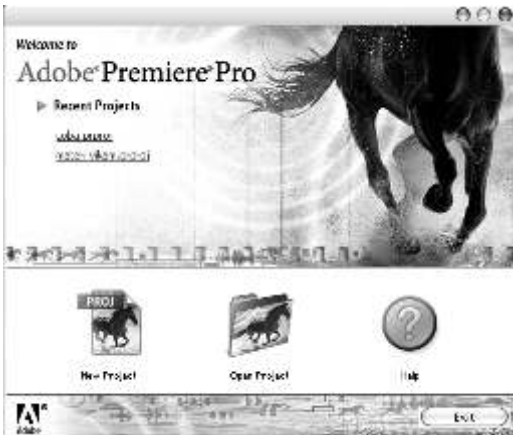 Welcome to
Adobe® Premiere® Pro
Recent Projects
PROJ
New Project
Open Project
Help
Adobe
Exit